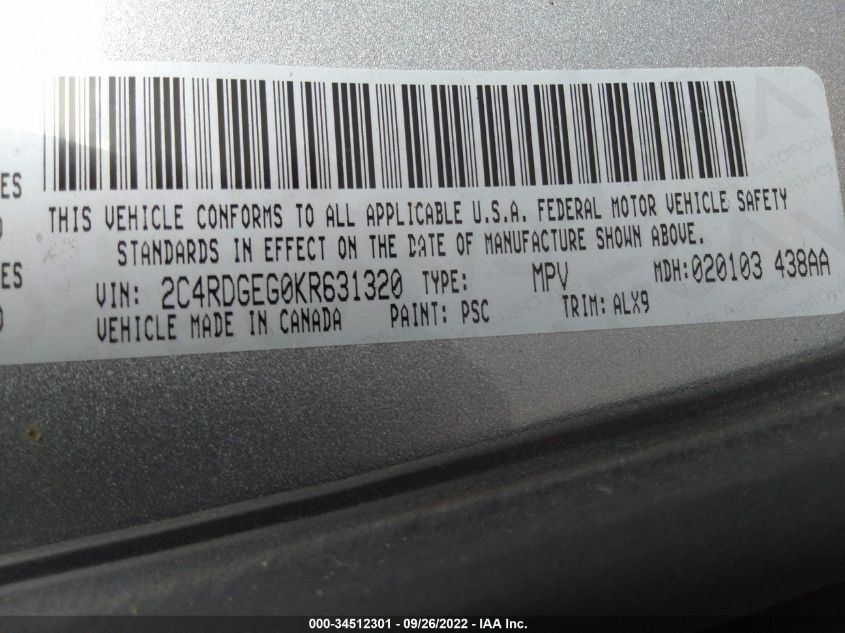 ES
THIS VEHICLE CONFORMS TO ALL APPLICABLE U.S.A. FEDERAL MOTOR VEHICLE SAFETY
STANDARDS IN EFFECT ON THE DATE OF MANUFACTURE SHOWN ABOVE.
ES
VIN: 2C4RDGEG0KR631320 TYPE: MPV MDH: 020103 438AA
VEHICLE MADE IN CANADA PAINT: PSC TRIM: ALX9
000-34512301 - 09/26/2022 - IAA Inc.